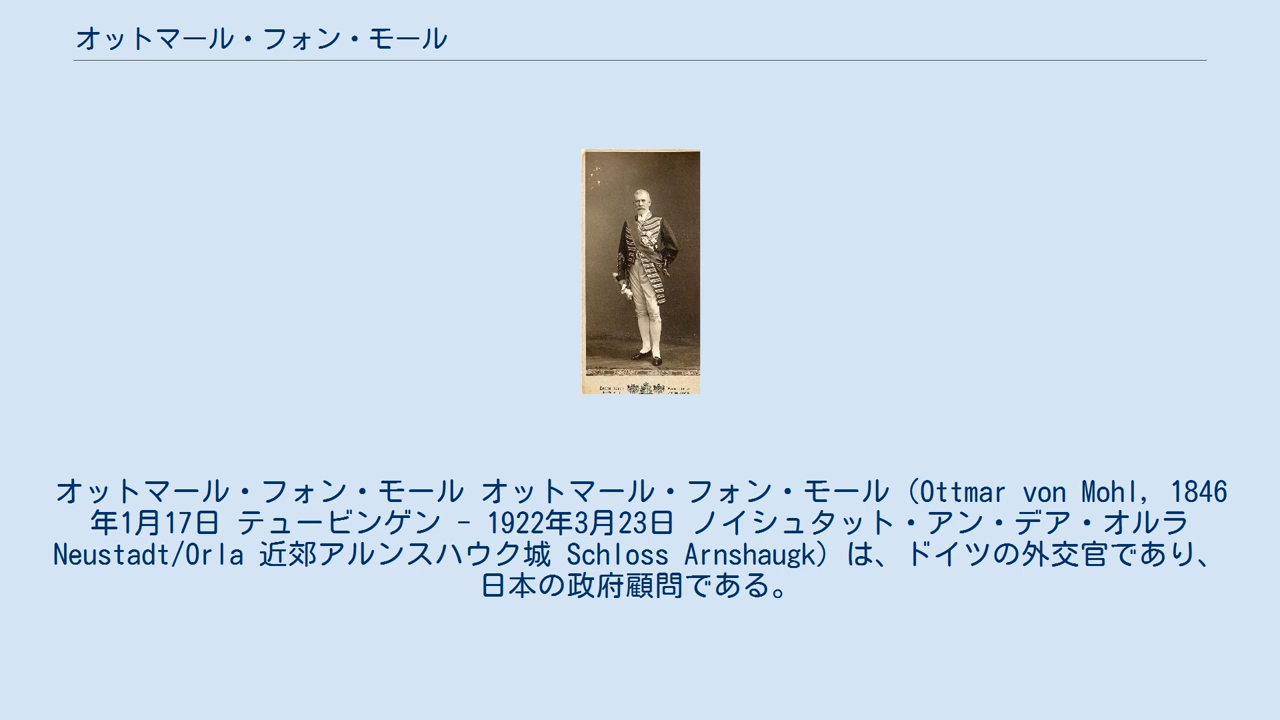 オットマール・フォン・モール
オットマール・フォン・モール オットマール・フォン・モール (Ottmar von Mohl, 1846
年1月17日 テュービンゲン - 1922年3月23日 ノイシュタット・アン・デア・オルラ
Neustadt/Orla 近郊アルンスハウク城 Schloss Arnshaugk) は、ドイツの外交官であり、
日本の政府顧問である。